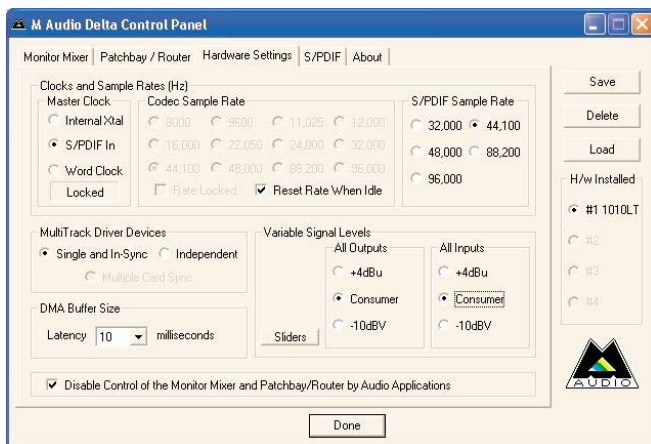 M Audio Delta Control Panel
Monitor Mixer Patchbay / Router Hardware Settings S/PDIF About
Clocks and Sample Rates (Hz)
Master Clock
Internal Xtal
S/PDIF In
Word Clock
Locked
Codec Sample Rate
8000 9600 11,025 12,000
16,000 22,050 24,000 32,000
44,100 48,000 88,200 96,000
Rate Locked Reset Rate When Idle
S/PDIF Sample Rate
32,000 44,100
48,000 88,200
96,000
MultiTrack Driver Devices
Single and In-Sync Independent
Multiple Card Sync
DMA Buffer Size
Latency 10 milliseconds
Variable Signal Levels
Sliders
All Outputs
+4dBu
Consumer
-10dBV
All Inputs
+4dBu
Consumer
-10dBV
Disable Control of the Monitor Mixer and Patchbay/Router by Audio Applications
Save
Delete
Load
H/w Installed
#1 1010LT
#2
#3
#4
M
AUDIO
Done